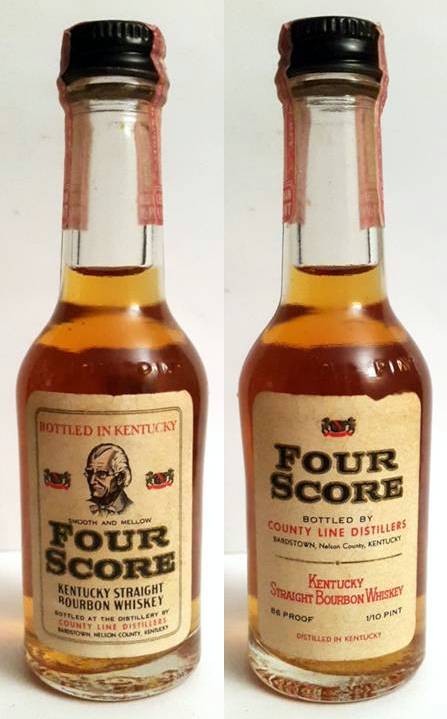 BOTTLED IN KENTUCKY
SMOOTH AND MELLOW
FOUR
SCORE
KENTUCKY STRAIGHT
BOURBON WHISKEY
BOTTLED AT THE DISTILLERY BY
COUNTY LINE DISTILLERS
BARDSTOWN, NELSON COUNTY, KENTUCKY
FOUR
SCORE
BOTTLED BY
COUNTY LINE DISTILLERS
BARDSTOWN, Nelson County, KENTUCKY
KENTUCKY
STRAIGHT BOURBON WHISKEY
86 PROOF 1/10 PINT
DISTILLED IN KENTUCKY